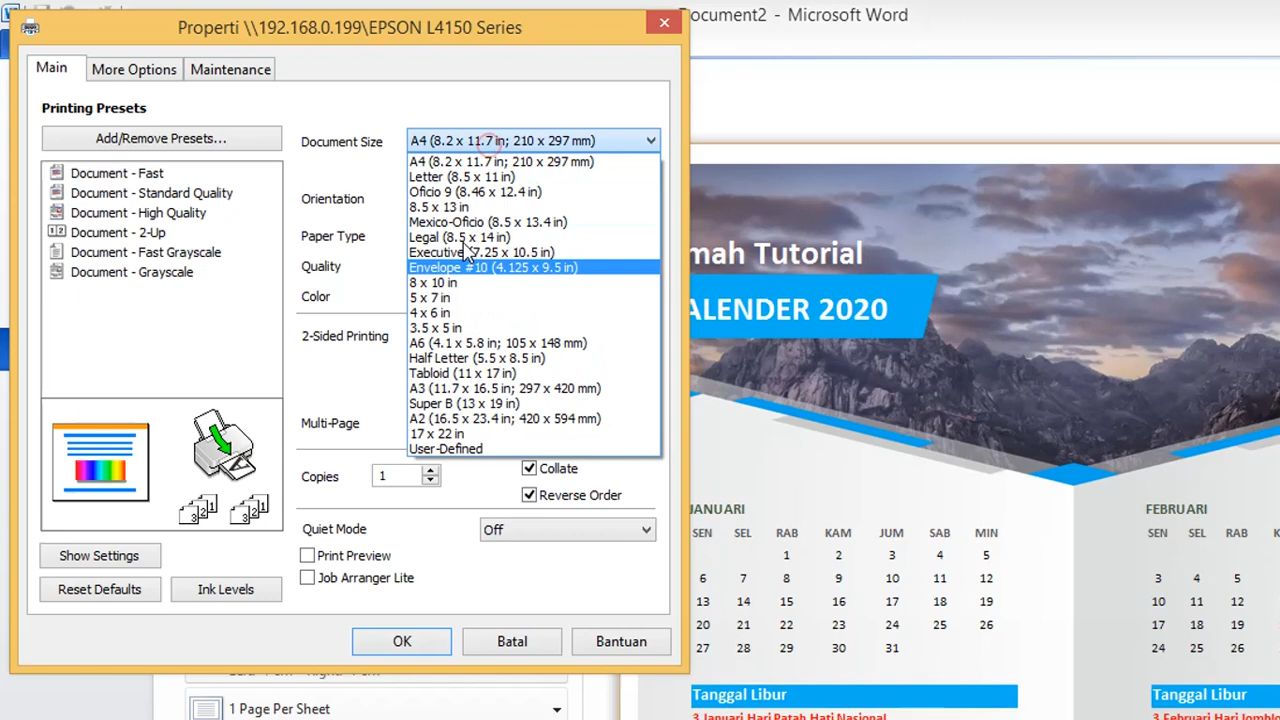 Document2 - Microsoft Word
Properti \\192.168.0.199\EPSON L4150 Series
Main
More Options
Maintenance
Printing Presets
Add/Remove Presets...
Document - Fast
Document - Standard Quality
Document - High Quality
Document - 2-Up
Document - Fast Grayscale
Document - Grayscale
Document Size
A4 (8.2 x 11.7 in; 210 x 297 mm)
A4 (8.2 x 11.7 in; 210 x 297 mm)
Letter (8.5 x 11 in)
Oficio 9 (8.46 x 12.4 in)
8.5 x 13 in
Mexico-Oficio (8.5 x 13.4 in)
Legal (8.5 x 14 in)
Executive (7.25 x 10.5 in)
Envelope #10 (4.125 x 9.5 in)
8 x 10 in
5 x 7 in
4 x 6 in
3.5 x 5 in
A6 (4.1 x 5.8 in; 105 x 148 mm)
Half Letter (5.5 x 8.5 in)
Tabloid (11 x 17 in)
A3 (11.7 x 16.5 in; 297 x 420 mm)
Super B (13 x 19 in)
A2 (16.5 x 23.4 in; 420 x 594 mm)
17 x 22 in
User-Defined
Orientation
Paper Type
Quality
Color
2-Sided Printing
Multi-Page
Copies
1
Collate
Reverse Order
Quiet Mode
Off
Print Preview
Job Arranger Lite
Show Settings
Reset Defaults
Ink Levels
OK
Batal
Bantuan
1 Page Per Sheet
mah Tutorial
ALENDER 2020
JANUARI
SEN SEL RAB KAM JUM SAB MIN
1 2 3 4 5
6 7 8 9 10 11 12
13 14 15 16 17 18 19
20 21 22 23 24 25 26
27 28 29 30 31
Tanggal Libur
3 Januari Hari Patah Hati Nasional
FEBRUARI
SEN SEL RAB K
3 4 5
10 11 12
17 18 19
24 25 26
Tanggal Libur
3 Februari Hari Jomblo